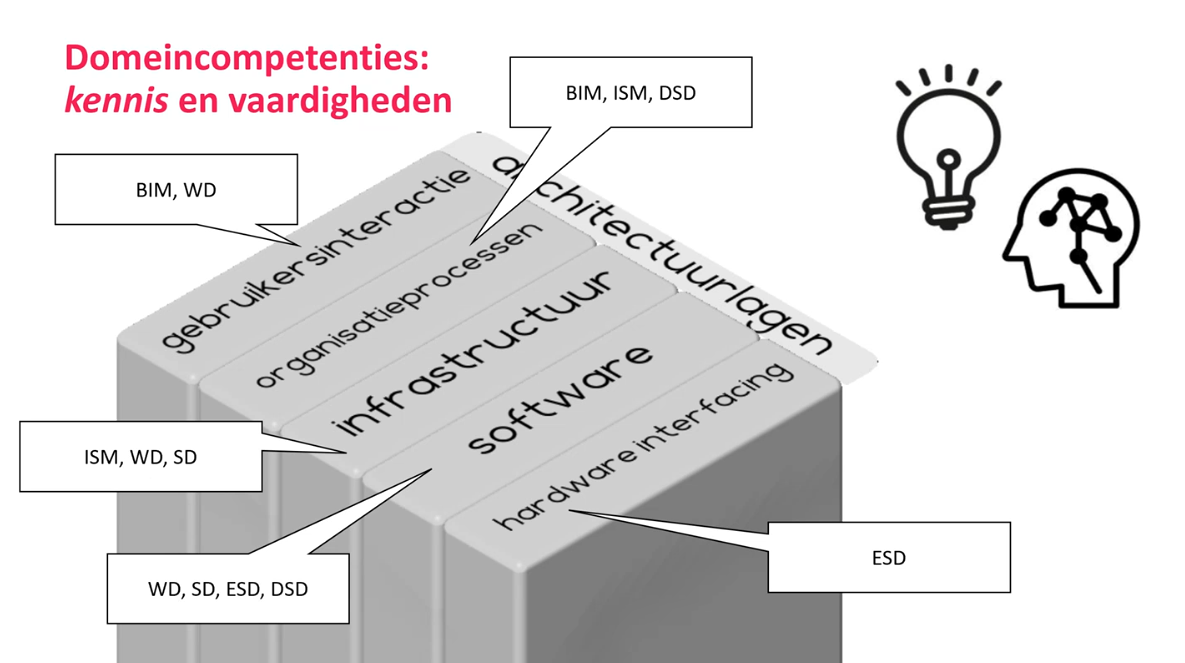 Domeincompetenties:
kennis en vaardigheden
BIM, ISM, DSD
BIM, WD
architectuurlagen
gebruikersinteractie
organisatieprocessen
infrastructuur
software
hardware interfacing
ISM, WD, SD
WD, SD, ESD, DSD
ESD